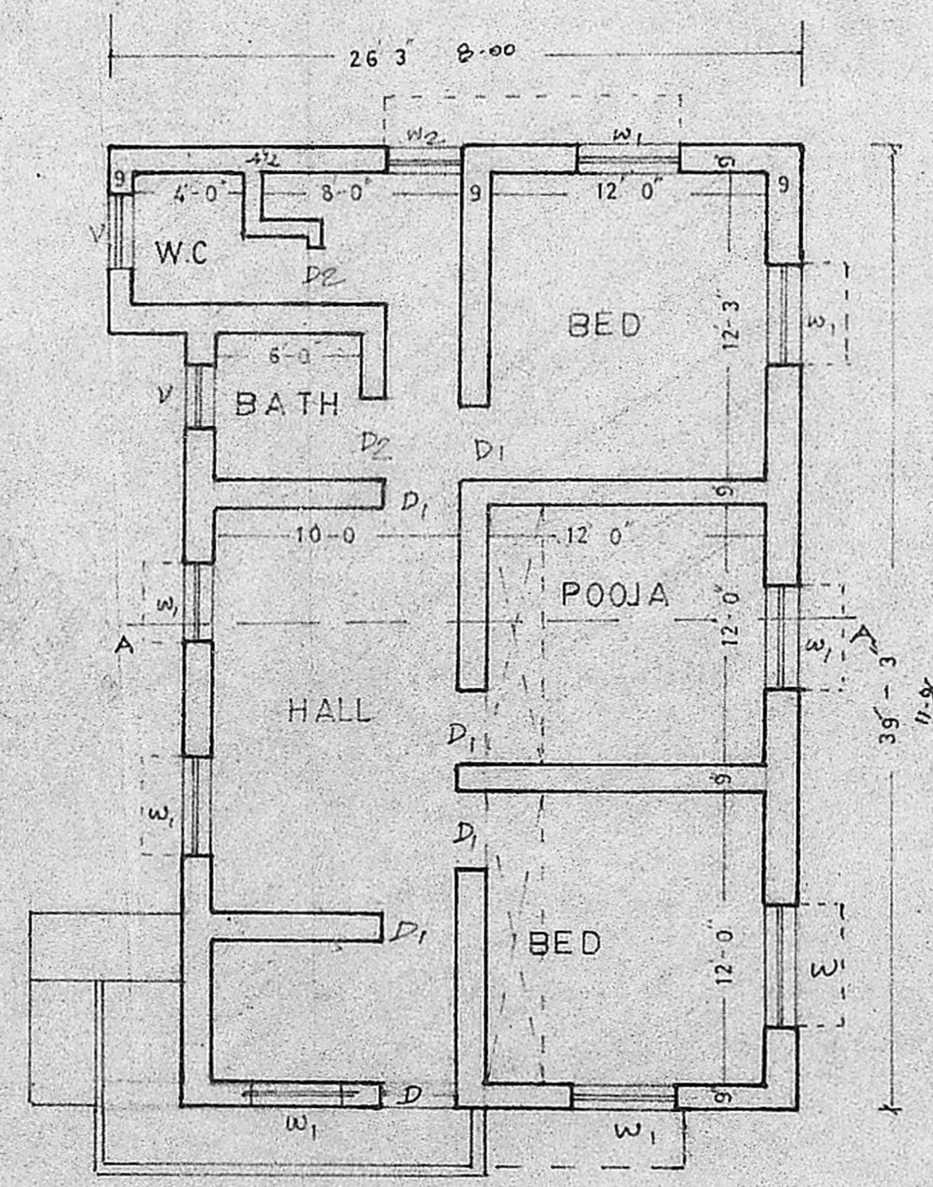 26' 3" 8·00
W2 W1
4½
9 4'-0" 8'-0" 9 12' 0" 9 9
V W.C
D2
BED 12'-3" W1
6'-0"
V BATH
D2 D1
9
D1
10-0 12' 0"
POOJA
W1 12'-0" W1
A A
39' - 3"
HALL
D1
9
W1 D1
D1
BED 12'-0" W
D 9
W1 W1